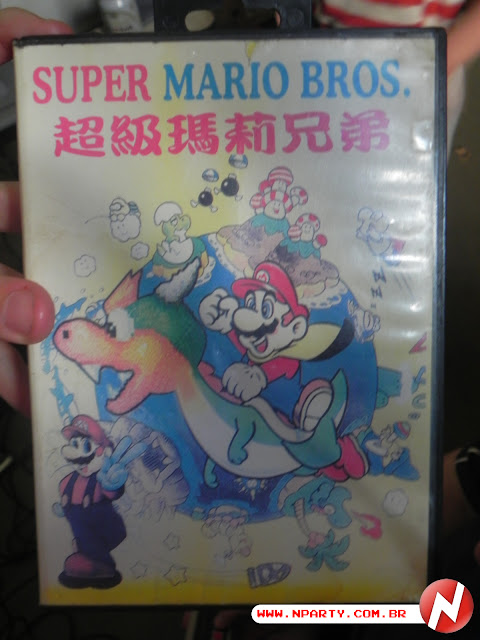 SUPER MARIO BROS.
超級瑪莉兄弟
WWW.NPARTY.COM.BR
N